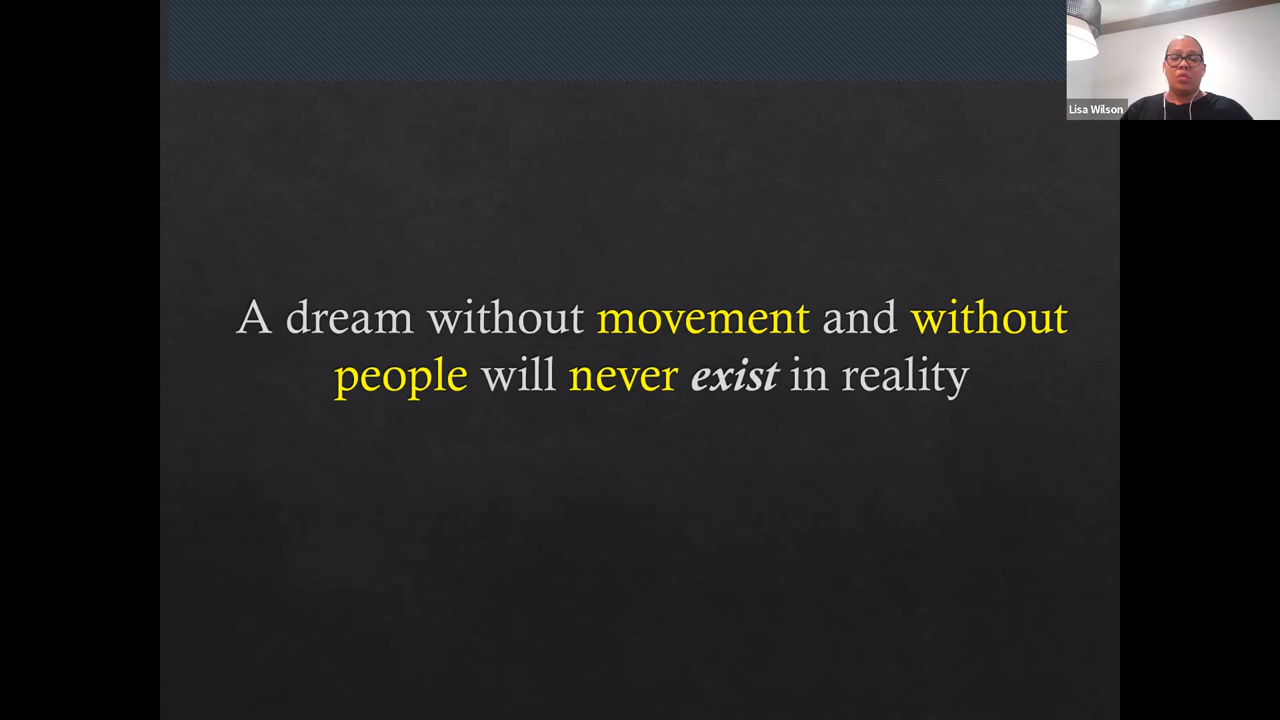 Lisa Wilson
A dream without movement and without
people will never exist in reality